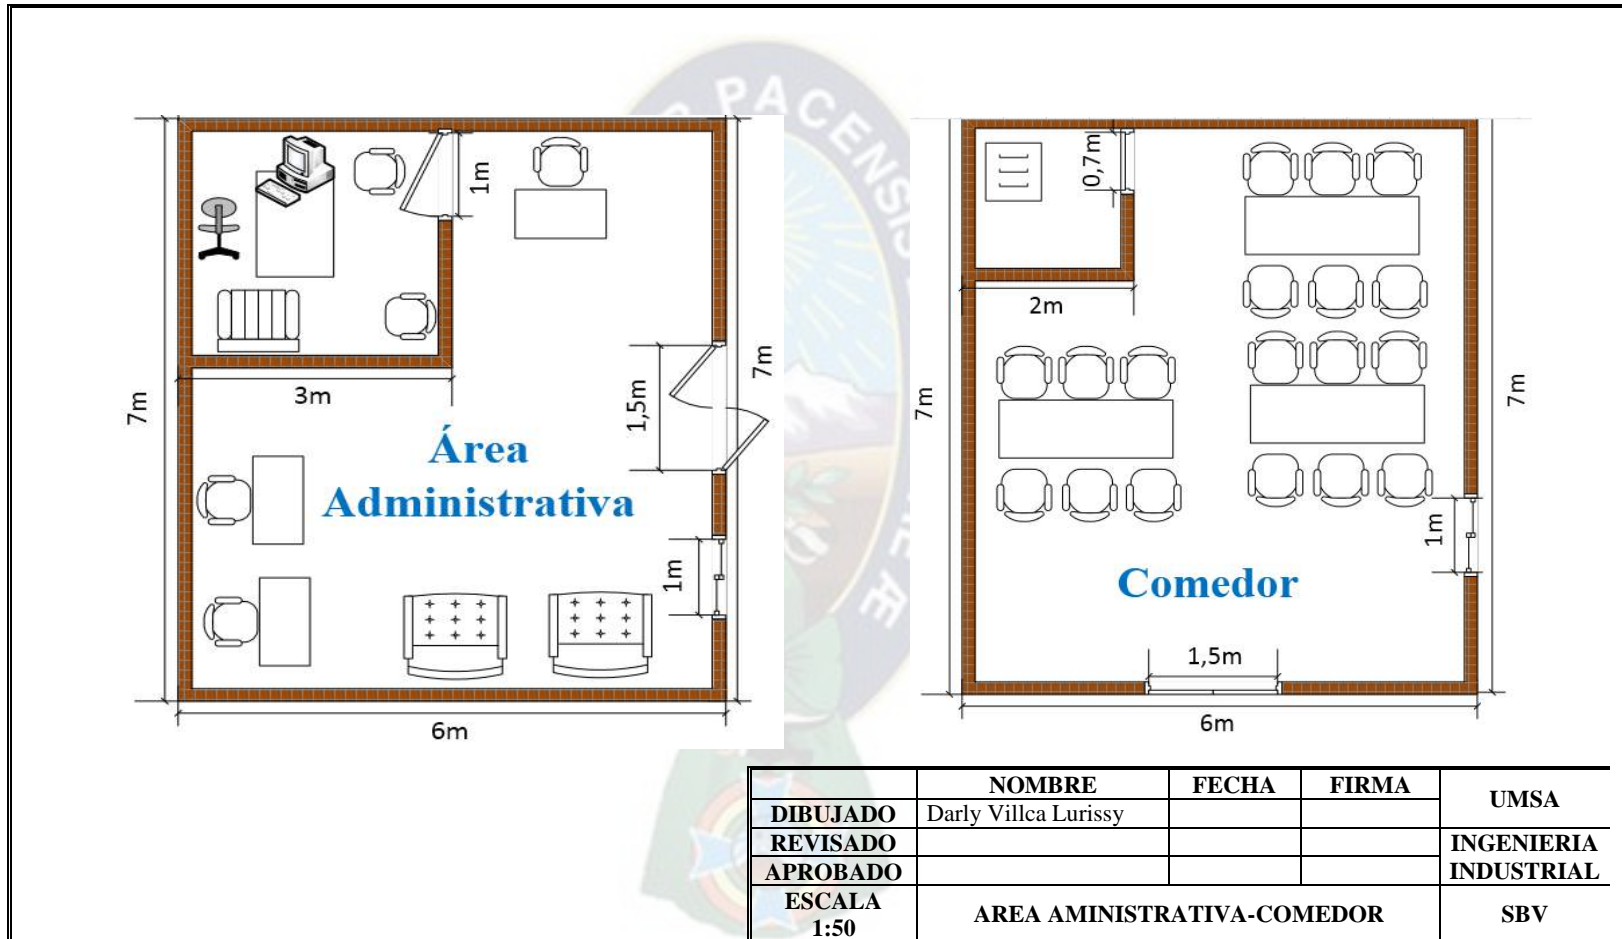 PACENSIS
1m
0,7m
3m
2m
7m
1,5m
7m
7m
7m
Área
Administrativa
1m
1m
Comedor
1,5m
6m
6m
NOMBRE FECHA FIRMA UMSA
DIBUJADO Darly Villca Lurissy
REVISADO INGENIERIA
APROBADO INDUSTRIAL
ESCALA
1:50
AREA AMINISTRATIVA-COMEDOR SBV